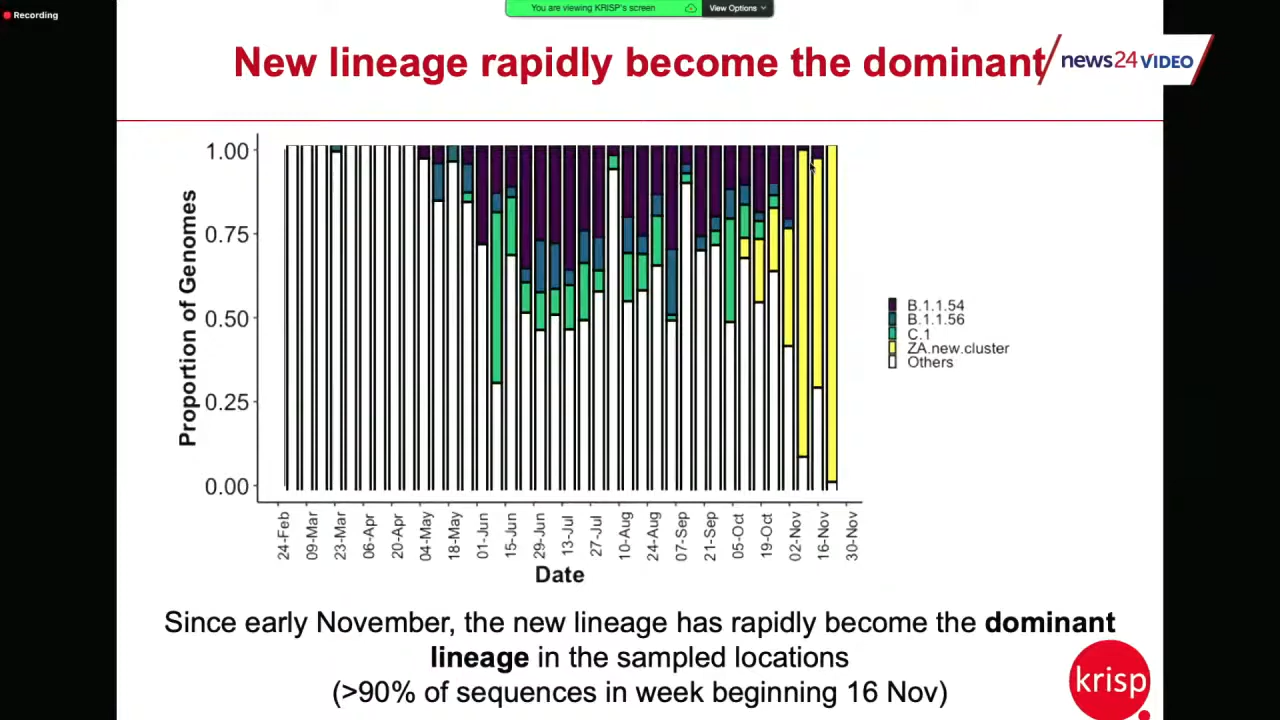 Recording
You are viewing KRISP's screen
View Options
New lineage rapidly become the dominant
news24 VIDEO
1.00
0.75
0.50
0.25
0.00
Proportion of Genomes
24-Feb
09-Mar
23-Mar
06-Apr
20-Apr
04-May
18-May
01-Jun
15-Jun
29-Jun
13-Jul
27-Jul
10-Aug
24-Aug
07-Sep
21-Sep
05-Oct
19-Oct
02-Nov
16-Nov
30-Nov
Date
B.1.1.54
B.1.1.56
C.1
ZA.new.cluster
Others
Since early November, the new lineage has rapidly become the dominant
lineage in the sampled locations
(>90% of sequences in week beginning 16 Nov)
krisp